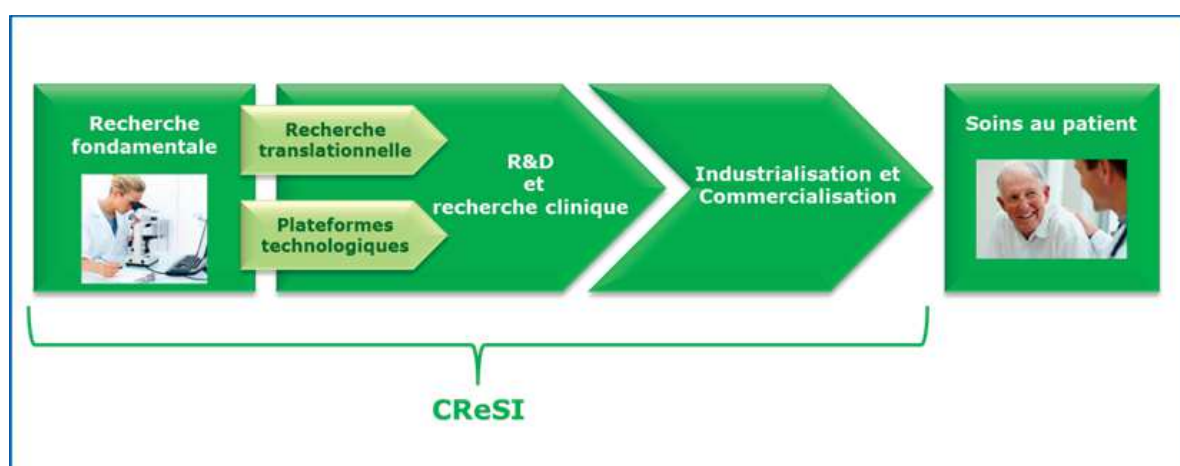 Recherche
fondamentale
Recherche
translationnelle
Plateformes
technologiques
R&D
et
recherche clinique
Industrialisation et
Commercialisation
Soins au patient
CReSI